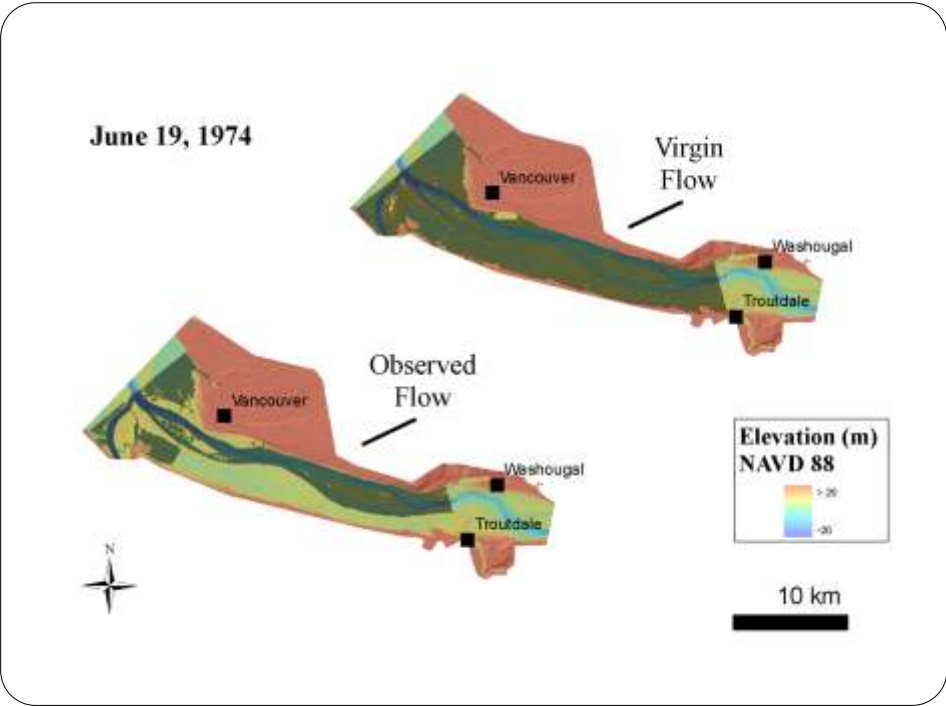 June 19, 1974
Virgin
Flow
Vancouver
Washougal
Troutdale
Observed
Flow
Vancouver
Washougal
Troutdale
Elevation (m)
NAVD 88
> 20
-20
N
10 km